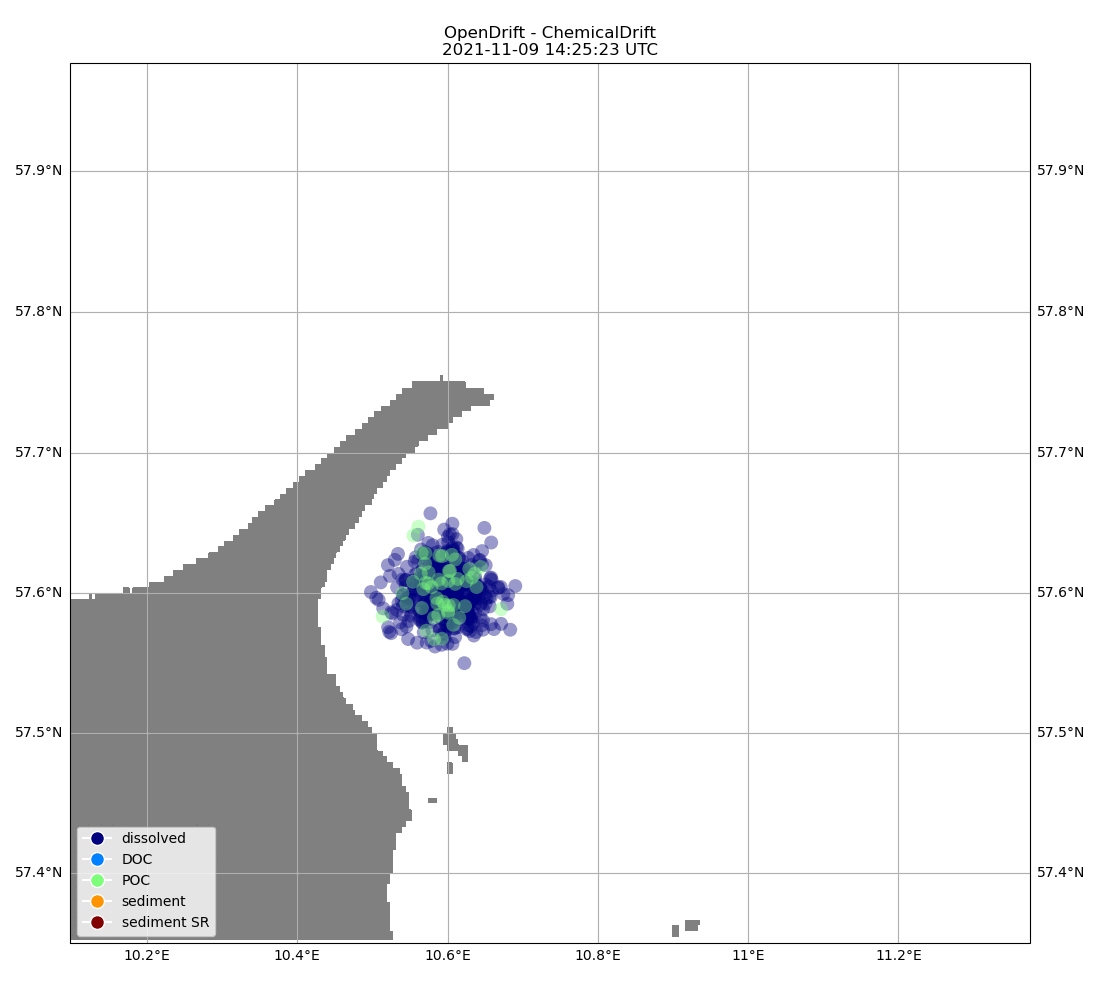 OpenDrift - ChemicalDrift
2021-11-09 14:25:23 UTC
57.9°N
57.9°N
57.8°N
57.8°N
57.7°N
57.7°N
57.6°N
57.6°N
57.5°N
57.5°N
57.4°N
57.4°N
dissolved
DOC
POC
sediment
sediment SR
10.2°E
10.4°E
10.6°E
10.8°E
11°E
11.2°E